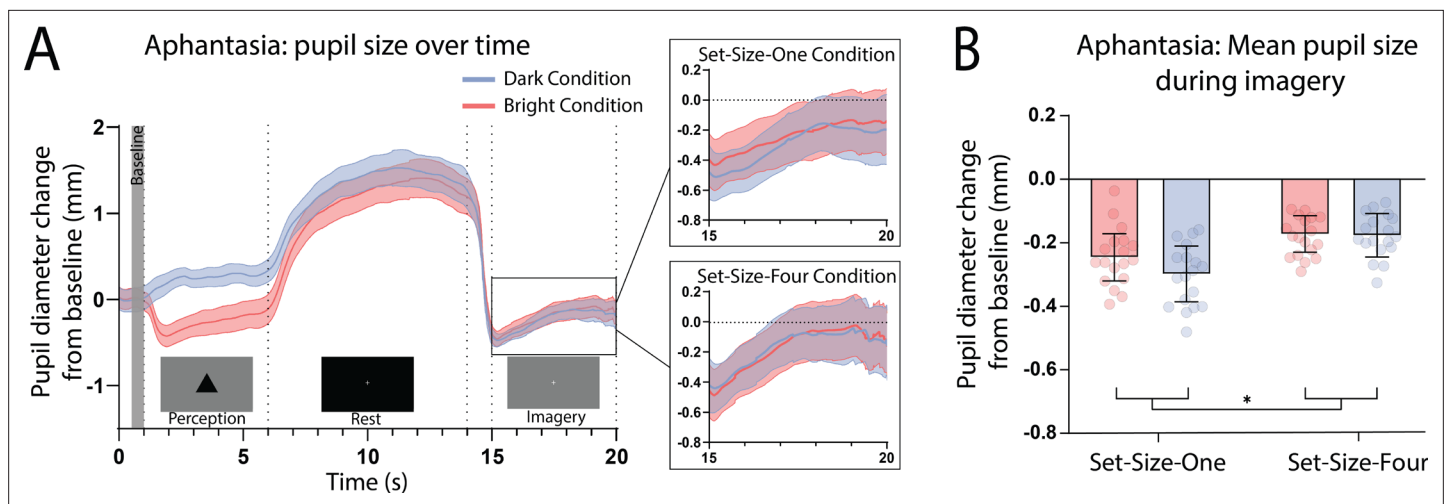 A
Aphantasia: pupil size over time
Dark Condition
Bright Condition
Pupil diameter change
from baseline (mm)
2
1
0
-1
Baseline
Perception
Rest
Imagery
0
5
10
15
20
Time (s)
Set-Size-One Condition
0.2
0.0
-0.2
-0.4
-0.6
-0.8
15
20
Set-Size-Four Condition
0.2
0.0
-0.2
-0.4
-0.6
-0.8
15
20
B
Aphantasia: Mean pupil size
during imagery
Pupil diameter change
from baseline (mm)
0.2
0.0
-0.2
-0.4
-0.6
-0.8
*
Set-Size-One
Set-Size-Four